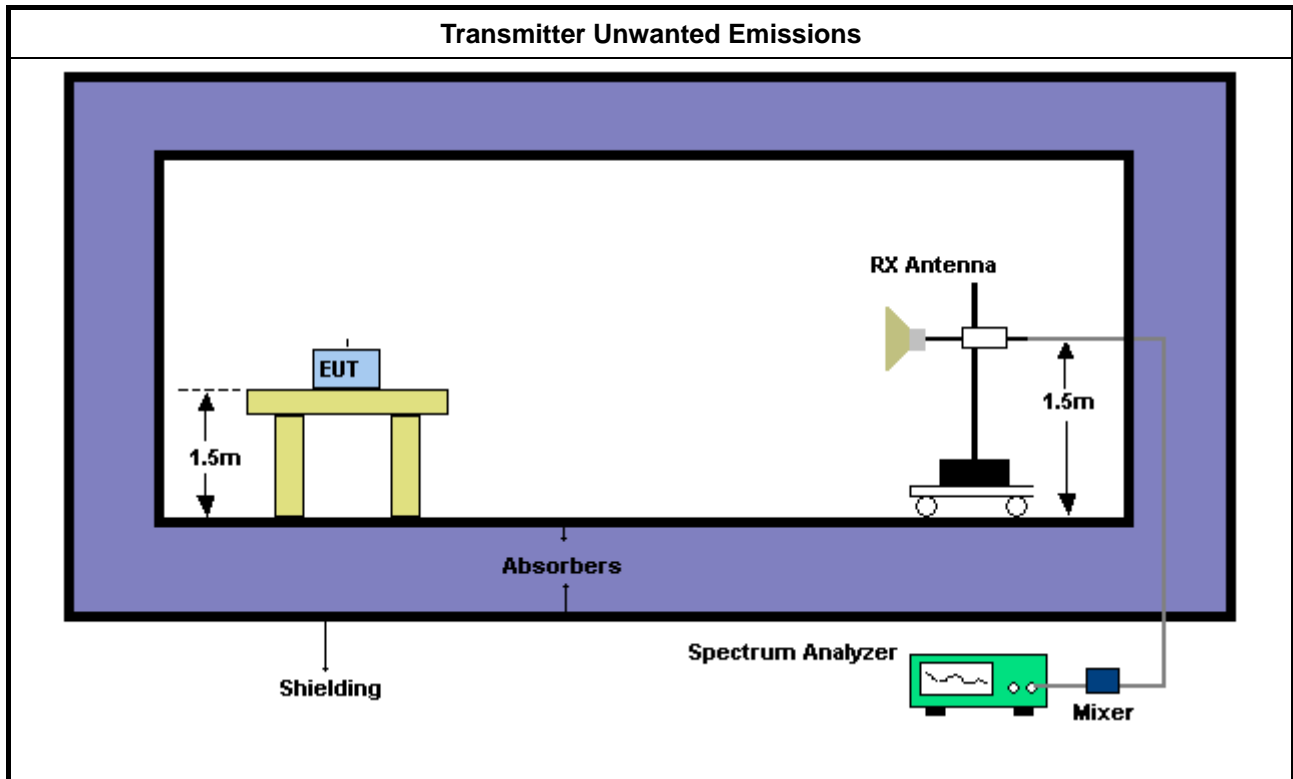 Transmitter Unwanted Emissions
RX Antenna
EUT
1.5m
1.5m
Absorbers
Spectrum Analyzer
Shielding
Mixer